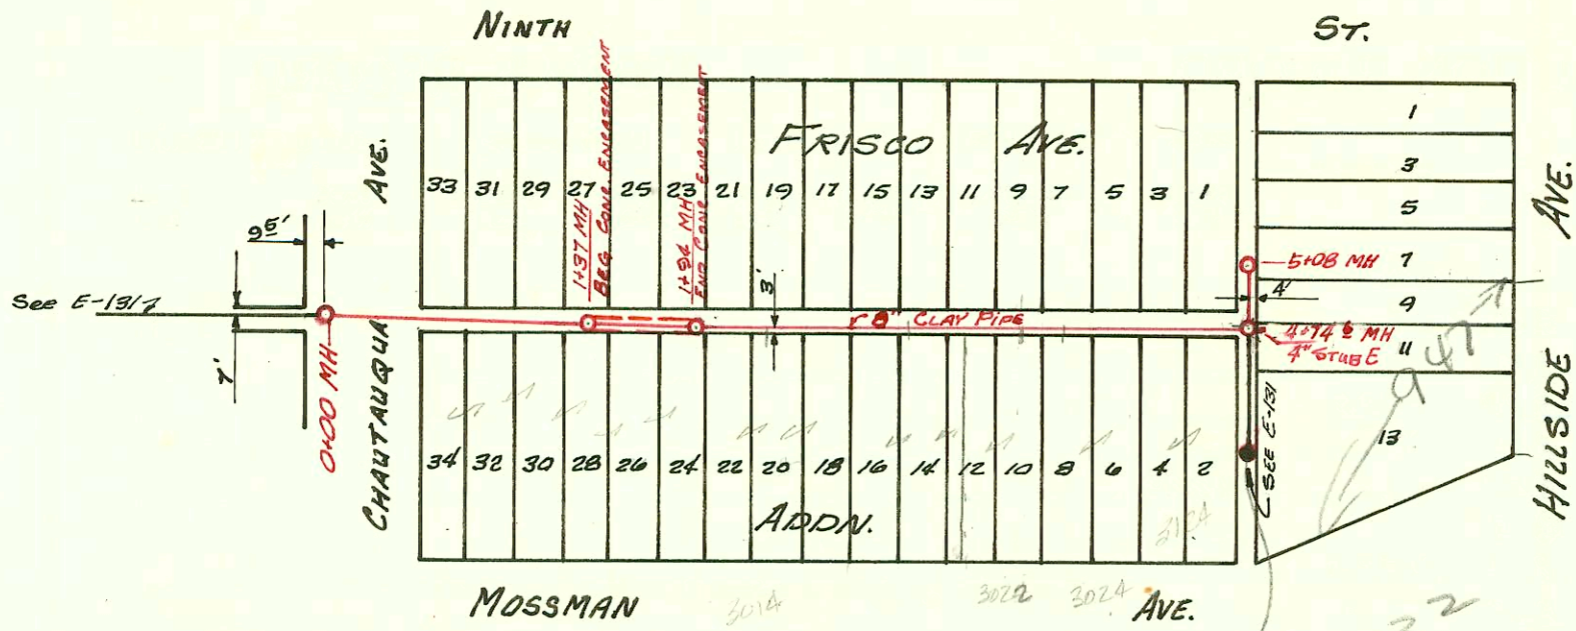 NINTH ST.
FRISCO AVE.
33 31 29 27 25 23 21 19 17 15 13 11 9 7 5 3 1
1+37 MH
BEG. CONC. ENCASEMENT
1+94 MH
END CONC. ENCASEMENT
CHAUTAUQUA AVE.
9 5'
See E-131
7'
0+00 MH
3'
8" CLAY PIPE
5+08 MH
4'
4+74 MH
4" STUB E
SEE E-131
1
3
5
7
9
11
13
947
HILLSIDE AVE.
34 32 30 28 26 24 22 20 18 16 14 12 10 8 6 4 2
ADDN.
MOSSMAN AVE.
3014
3022
3024